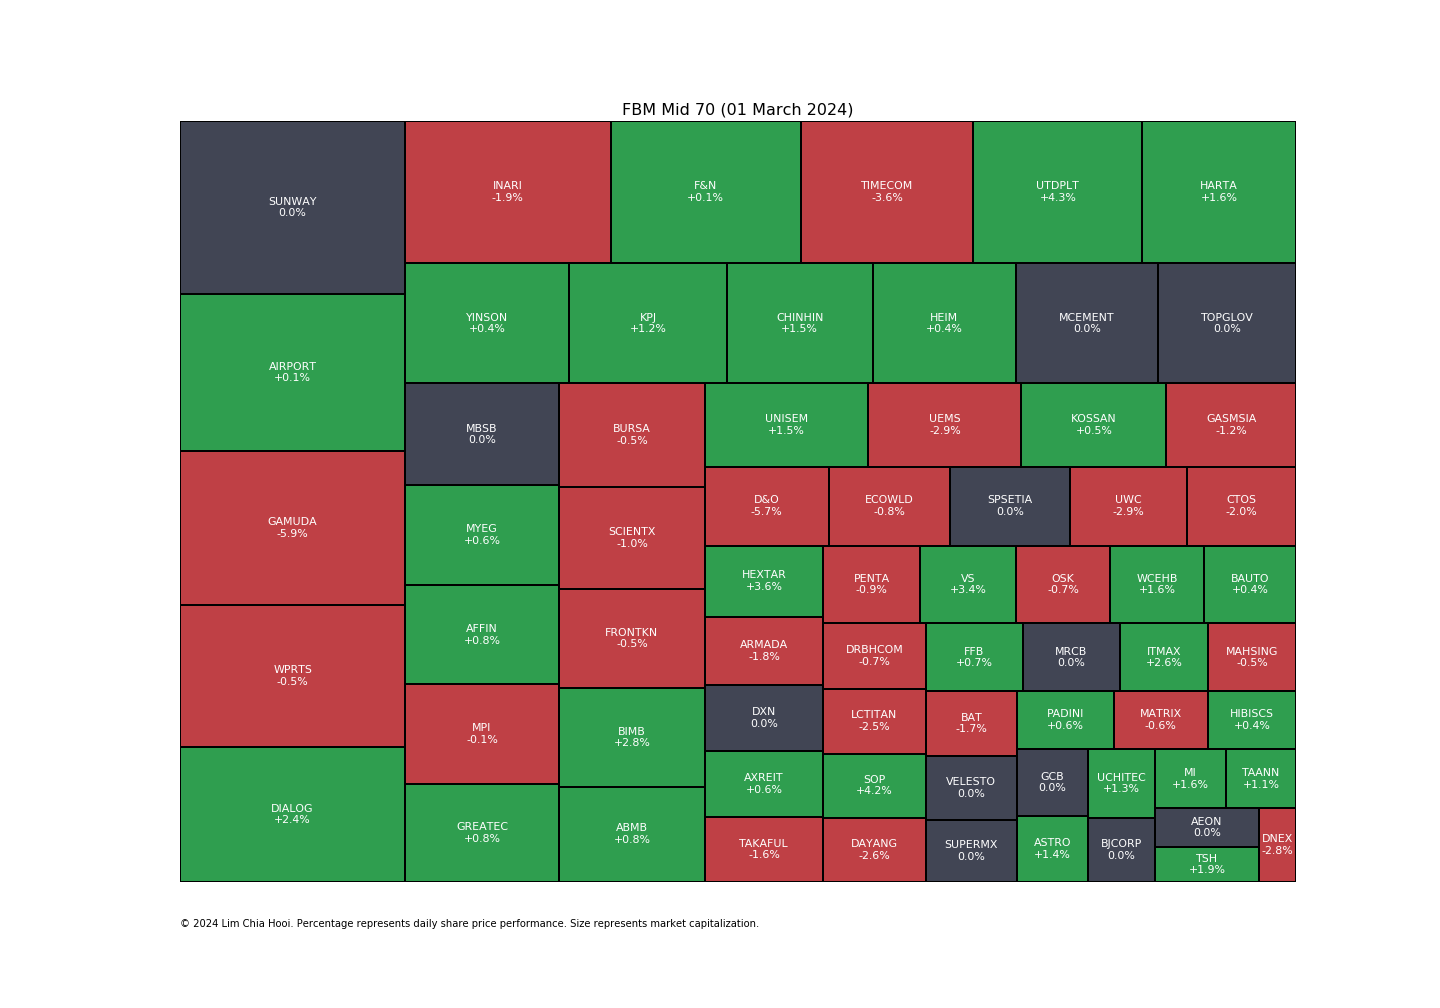 FBM Mid 70 (01 March 2024)
SUNWAY
0.0%
AIRPORT
+0.1%
GAMUDA
-5.9%
WPRTS
-0.5%
DIALOG
+2.4%
INARI
-1.9%
F&N
+0.1%
TIMECOM
-3.6%
UTDPLT
+4.3%
HARTA
+1.6%
YINSON
+0.4%
KPJ
+1.2%
CHINHIN
+1.5%
HEIM
+0.4%
MCEMENT
0.0%
TOPGLOV
0.0%
MBSB
0.0%
MYEG
+0.6%
AFFIN
+0.8%
MPI
-0.1%
GREATEC
+0.8%
BURSA
-0.5%
SCIENTX
-1.0%
FRONTKN
-0.5%
BIMB
+2.8%
ABMB
+0.8%
UNISEM
+1.5%
UEMS
-2.9%
KOSSAN
+0.5%
GASMSIA
-1.2%
D&O
-5.7%
ECOWLD
-0.8%
SPSETIA
0.0%
UWC
-2.9%
CTOS
-2.0%
HEXTAR
+3.6%
ARMADA
-1.8%
DXN
0.0%
AXREIT
+0.6%
TAKAFUL
-1.6%
PENTA
-0.9%
VS
+3.4%
OSK
-0.7%
WCEHB
+1.6%
BAUTO
+0.4%
DRBHCOM
-0.7%
LCTITAN
-2.5%
SOP
+4.2%
DAYANG
-2.6%
FFB
+0.7%
MRCB
0.0%
ITMAX
+2.6%
MAHSING
-0.5%
BAT
-1.7%
VELESTO
0.0%
SUPERMX
0.0%
PADINI
+0.6%
MATRIX
-0.6%
HIBISCS
+0.4%
GCB
0.0%
ASTRO
+1.4%
UCHITEC
+1.3%
BJCORP
0.0%
MI
+1.6%
TAANN
+1.1%
AEON
0.0%
TSH
+1.9%
DNEX
-2.8%
© 2024 Lim Chia Hooi. Percentage represents daily share price performance. Size represents market capitalization.